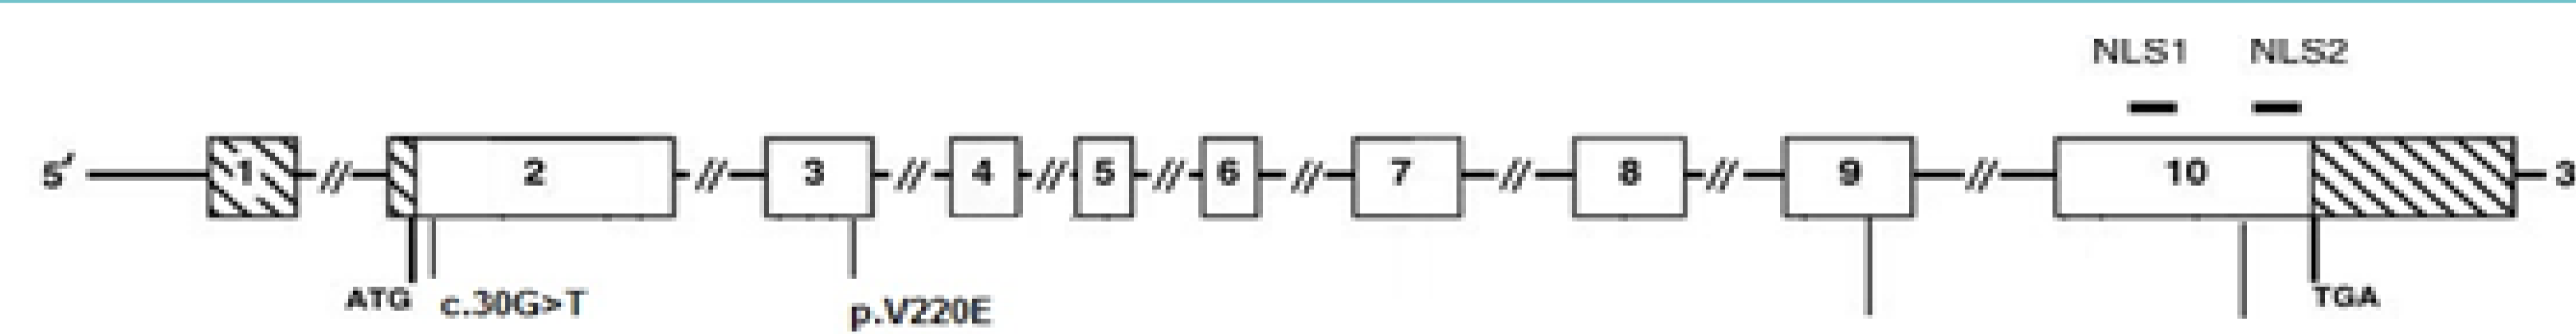 NLS1 NLS2
5′ 1 2 3 4 5 6 7 8 9 10 3
ATG c.30G>T p.V220E TGA